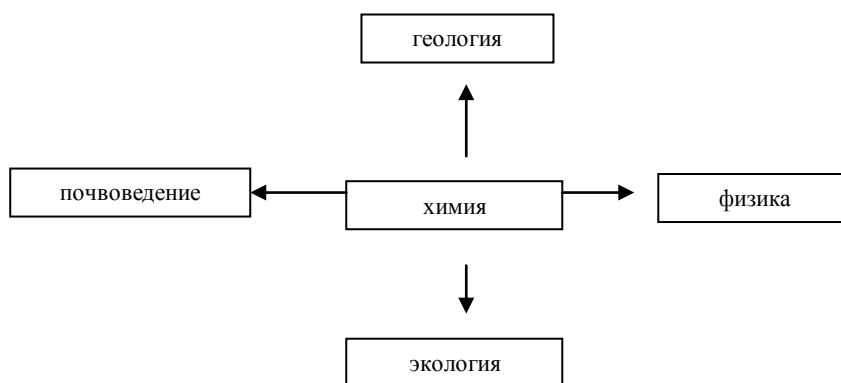 геология
почвоведение
химия
физика
экология